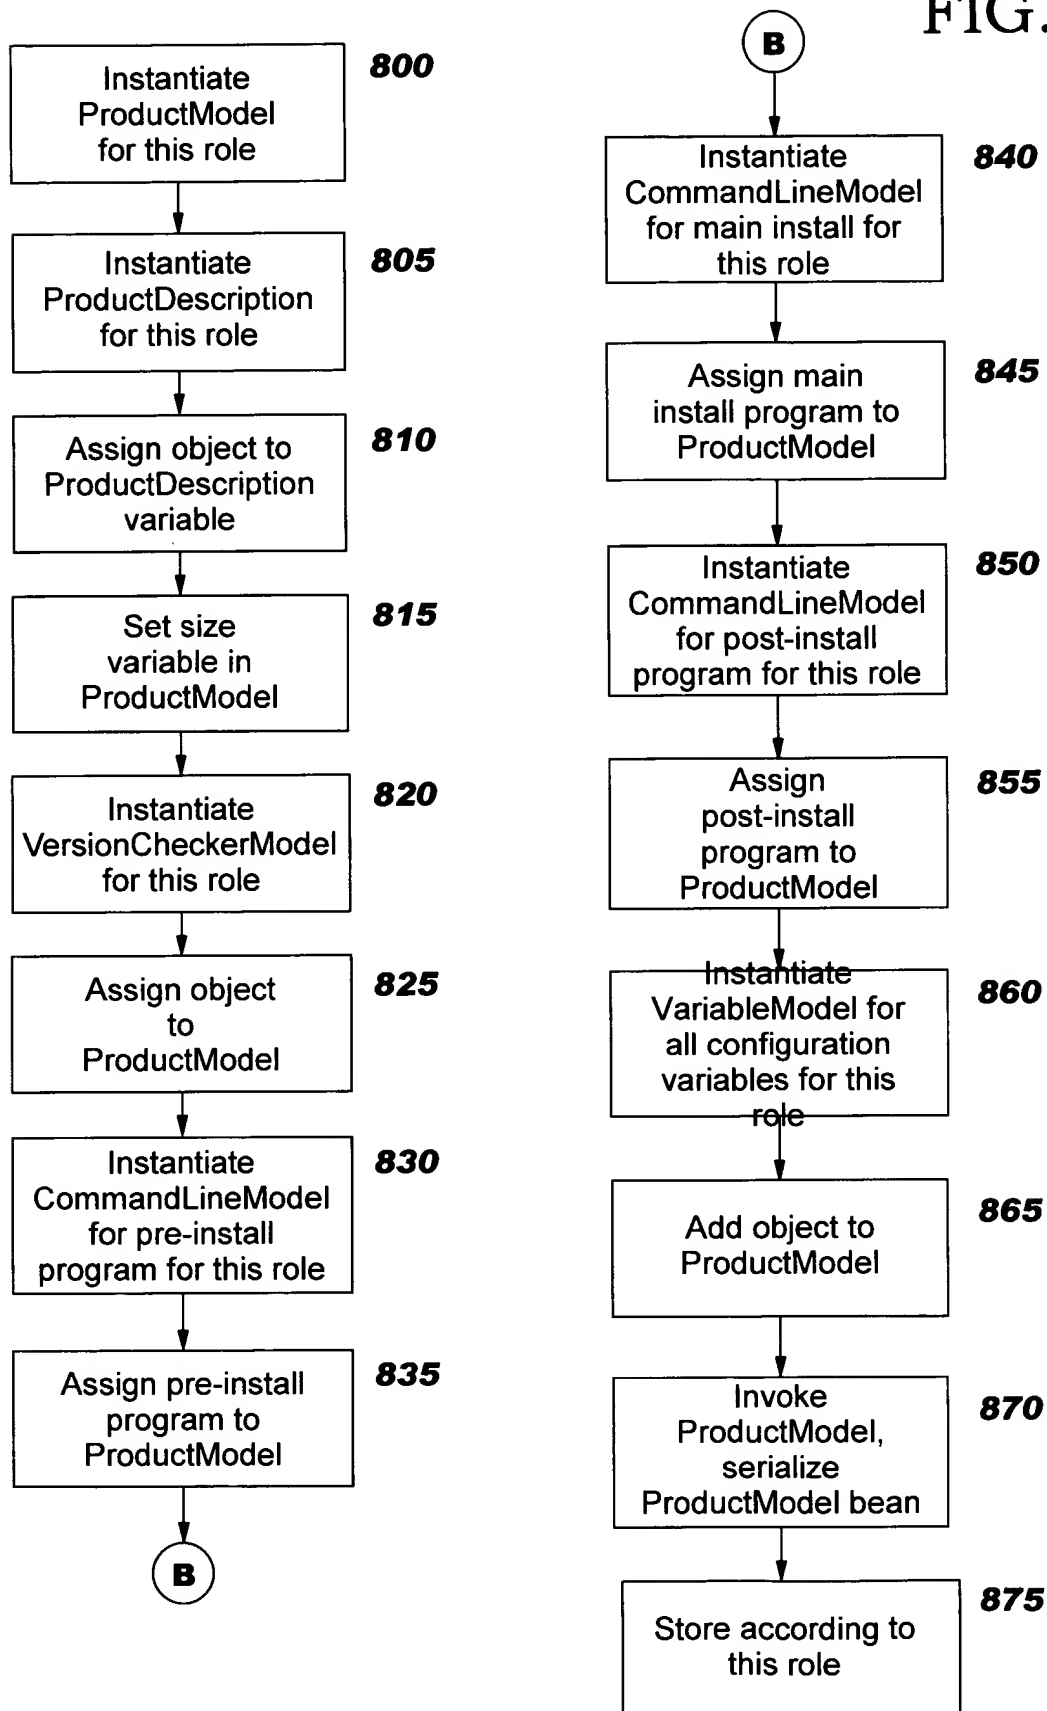 FIG.
Instantiate
ProductModel
for this role
800
Instantiate
ProductDescription
for this role
805
Assign object to
ProductDescription
variable
810
Set size
variable in
ProductModel
815
Instantiate
VersionCheckerModel
for this role
820
Assign object
to
ProductModel
825
Instantiate
CommandLineModel
for pre-install
program for this role
830
Assign pre-install
program to
ProductModel
835
B
B
Instantiate
CommandLineModel
for main install for
this role
840
Assign main
install program to
ProductModel
845
Instantiate
CommandLineModel
for post-install
program for this role
850
Assign
post-install
program to
ProductModel
855
Instantiate
VariableModel for
all configuration
variables for this
role
860
Add object to
ProductModel
865
Invoke
ProductModel,
serialize
ProductModel bean
870
Store according to
this role
875